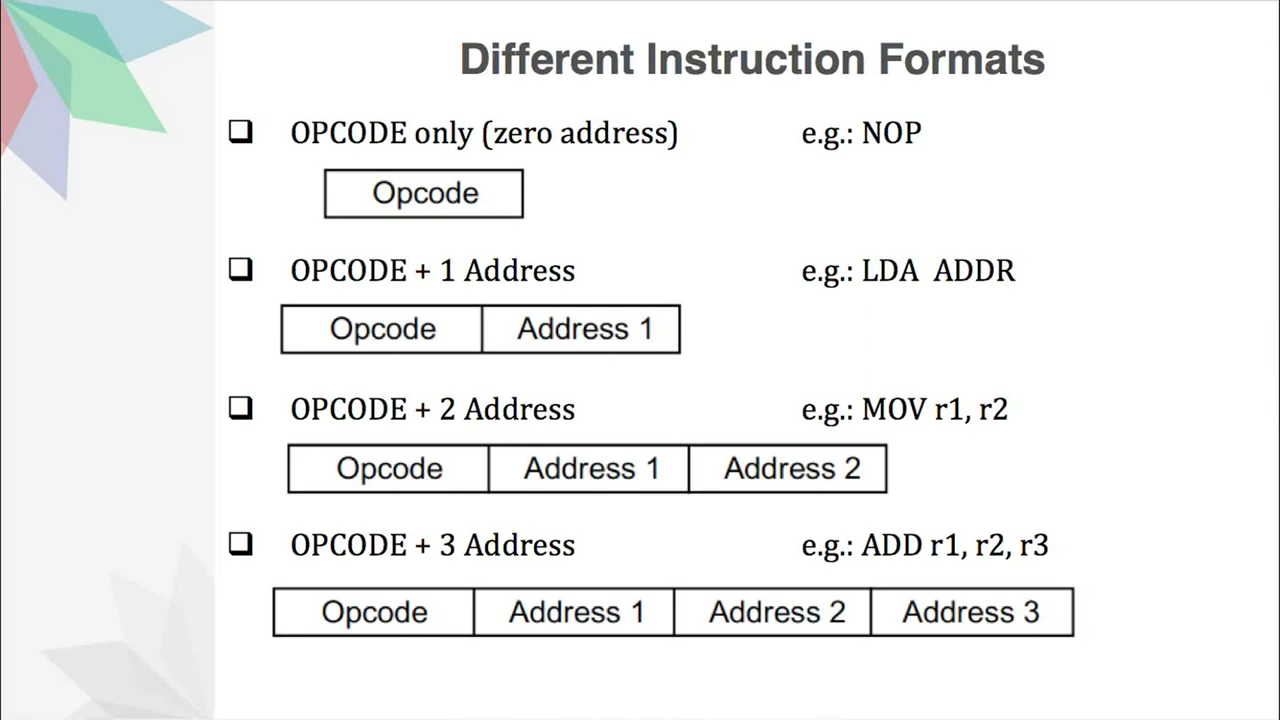 Different Instruction Formats
OPCODE only (zero address) e.g.: NOP
Opcode
OPCODE + 1 Address e.g.: LDA ADDR
Opcode Address 1
OPCODE + 2 Address e.g.: MOV r1, r2
Opcode Address 1 Address 2
OPCODE + 3 Address e.g.: ADD r1, r2, r3
Opcode Address 1 Address 2 Address 3